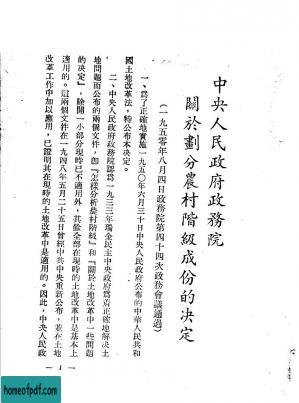 中央人民政府政務院
關於劃分農村階級成份的決定
(一九五零年八月四日政務院第四十四次政務會議通過)
一、為了正確地實施一九五0年六月三十日中央人民政府公布的中華人民共和
國土地改革法,特公布本決定。
二、中央人民政府政務院認為一九三三年瑞金民主中央政府為着正確地解決土
地問題而公布的兩個文件,即『怎樣分析農村階級』和『關於土地改革中一些問題
的決定』,除開一小部分現時已不適用外,其餘全部在現時的土地改革中是基本上
適用的。這兩個文件在一九四八年五月二十五日曾經中共中央重新公布,並在土地
改革工作中加以應用,已證明其在現時的土地改革中是適用的。因此,中央人民政
— 1 —
homeofpdf.com